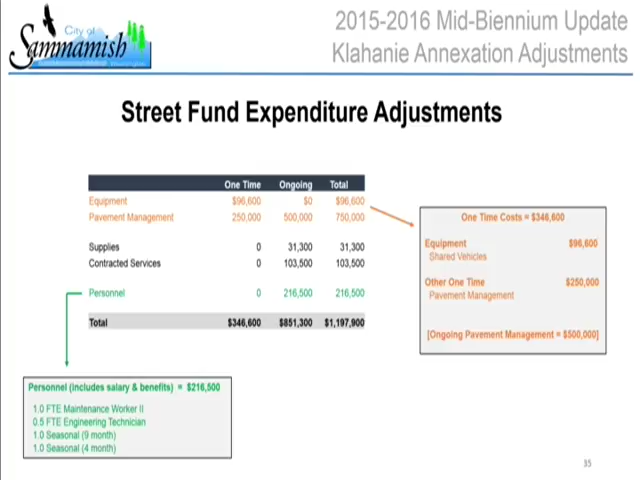 City of
Sammamish
2015-2016 Mid-Biennium Update
Klahanie Annexation Adjustments
Street Fund Expenditure Adjustments
One Time Ongoing Total
Equipment $96,600 $0 $96,600
Pavement Management 250,000 500,000 750,000
Supplies 0 31,300 31,300
Contracted Services 0 103,500 103,500
Personnel 0 216,500 216,500
Total $346,600 $851,300 $1,197,900
One Time Costs = $346,600
Equipment $96,600
Shared Vehicles
Other One Time $250,000
Pavement Management
[Ongoing Pavement Management = $500,000]
Personnel (includes salary & benefits) = $216,500
1.0 FTE Maintenance Worker II
0.5 FTE Engineering Technician
1.0 Seasonal (9 month)
1.0 Seasonal (4 month)
35